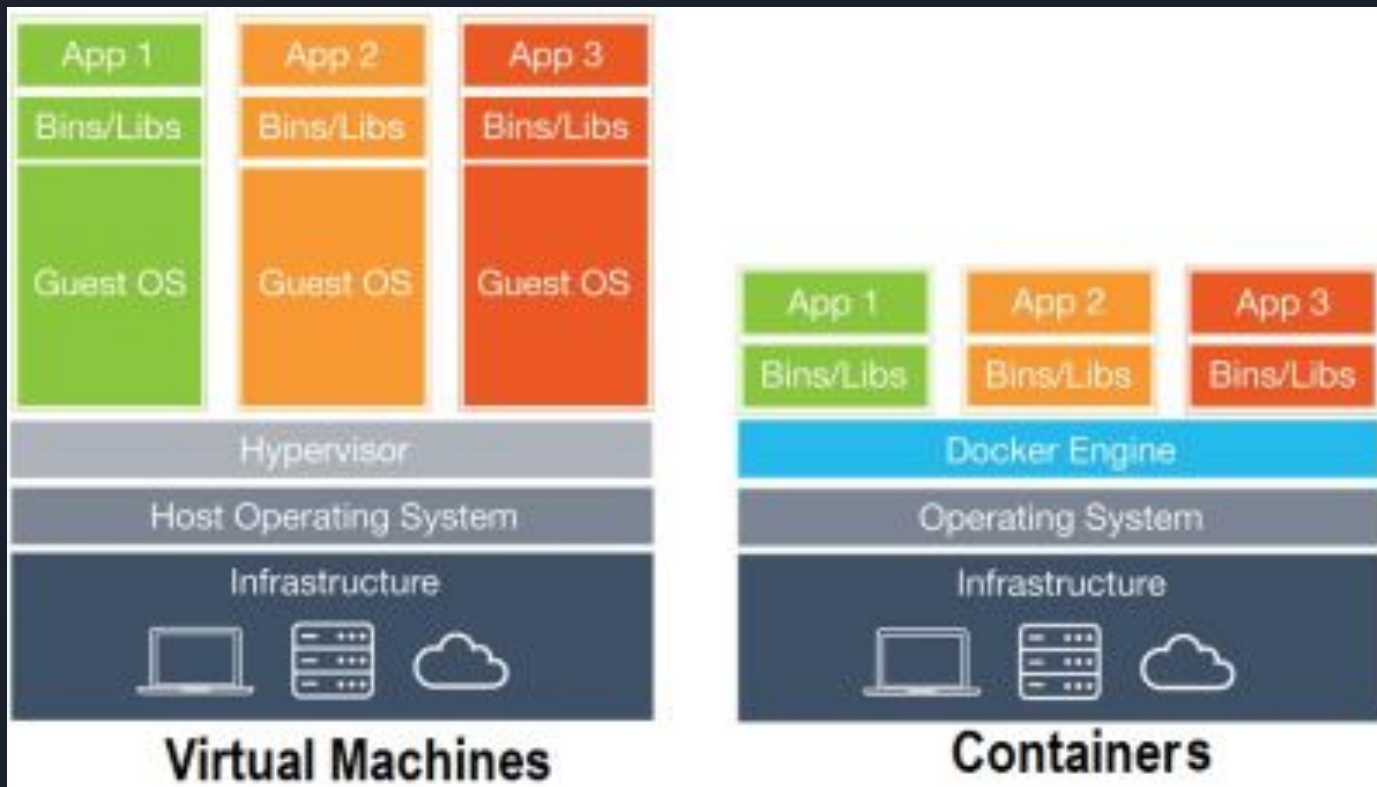 App 1
App 2
App 3
Bins/Libs
Bins/Libs
Bins/Libs
Guest OS
Guest OS
Guest OS
Hypervisor
Host Operating System
Infrastructure
Virtual Machines
App 1
App 2
App 3
Bins/Libs
Bins/Libs
Bins/Libs
Docker Engine
Operating System
Infrastructure
Containers